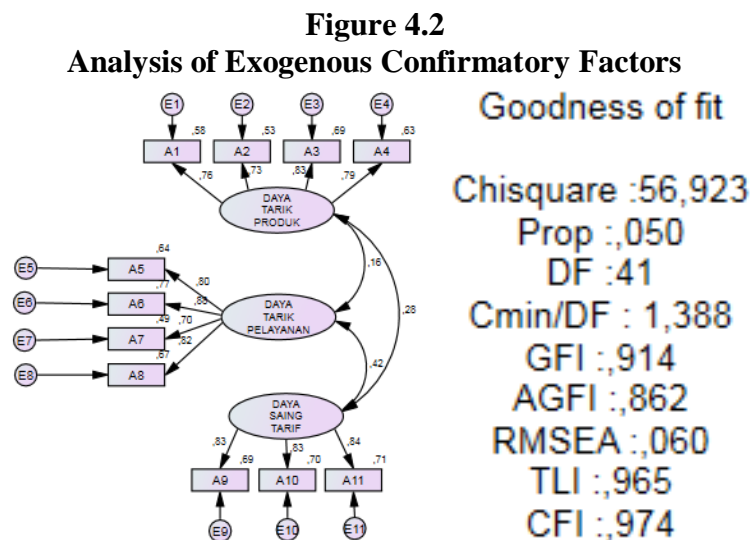 Figure 4.2
Analysis of Exogenous Confirmatory Factors
E1 E2 E3 E4
,58 ,53 ,69 ,63
A1 A2 A3 A4
,76 ,73 ,83 ,79
DAYA
TARIK
PRODUK
,64
E5 A5 ,80
,77
E6 A6 ,88
,49
E7 A7 ,70
,67
E8 A8 ,82
DAYA
TARIK
PELAYANAN
,16
,28
,42
DAYA
SAING
TARIF
,83 ,83 ,84
,69 ,70 ,71
A9 A10 A11
E9 E10 E11
Goodness of fit
Chisquare :56,923
Prop :,050
DF :41
Cmin/DF : 1,388
GFI :,914
AGFI :,862
RMSEA :,060
TLI :,965
CFI :,974